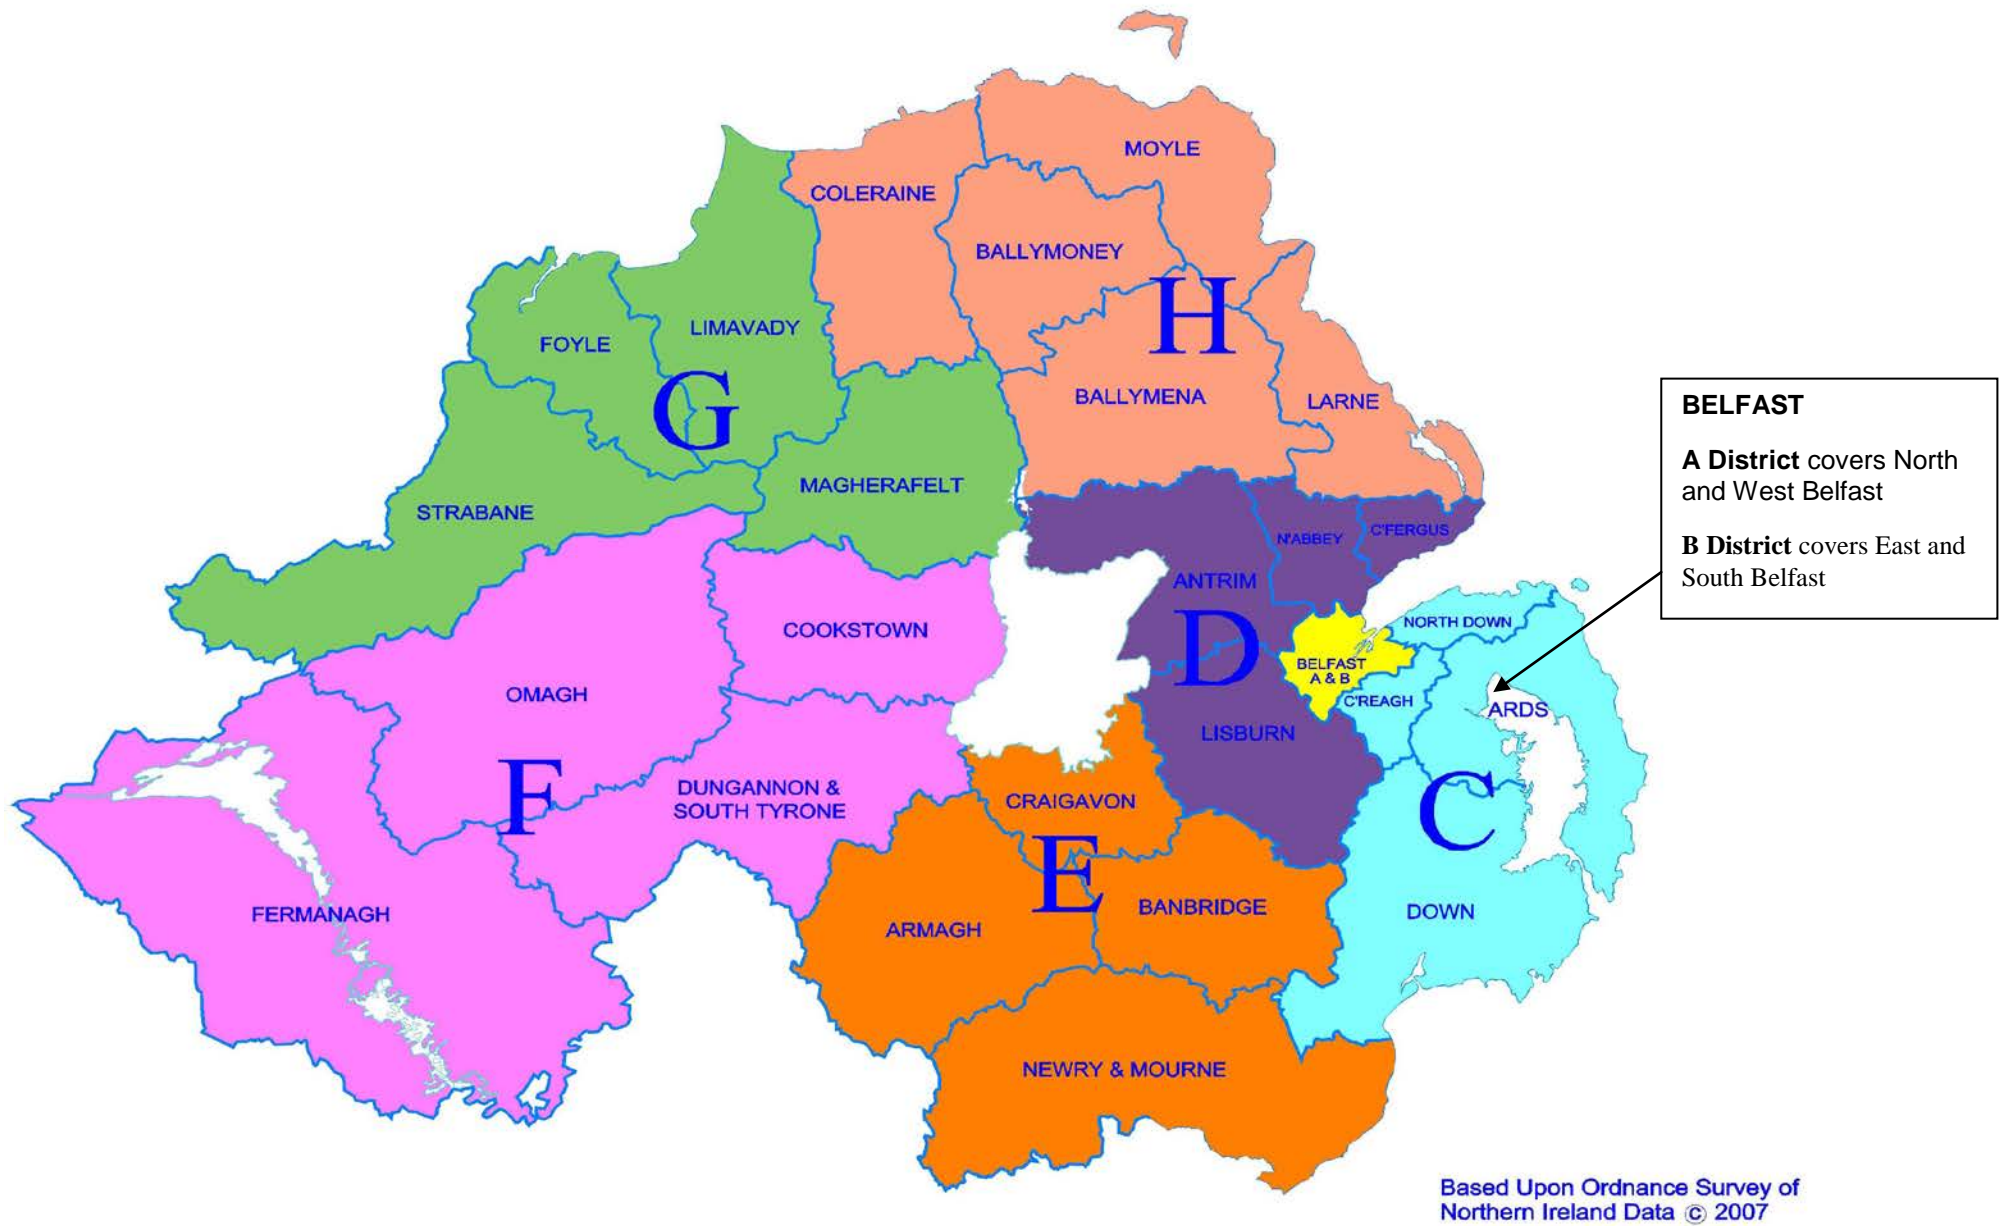 MOYLE
COLERAINE
BALLYMONEY
H
LIMAVADY
FOYLE
G
BALLYMENA
LARNE
BELFAST
A District covers North
and West Belfast
B District covers East and
South Belfast
MAGHERAFELT
STRABANE
N'ABBEY
C'FERGUS
ANTRIM
D
COOKSTOWN
NORTH DOWN
BELFAST
A & B
C'REAGH
OMAGH
ARDS
LISBURN
F
DUNGANNON &
SOUTH TYRONE
CRAIGAVON
C
E
FERMANAGH
ARMAGH
BANBRIDGE
DOWN
NEWRY & MOURNE
Based Upon Ordnance Survey of
Northern Ireland Data © 2007